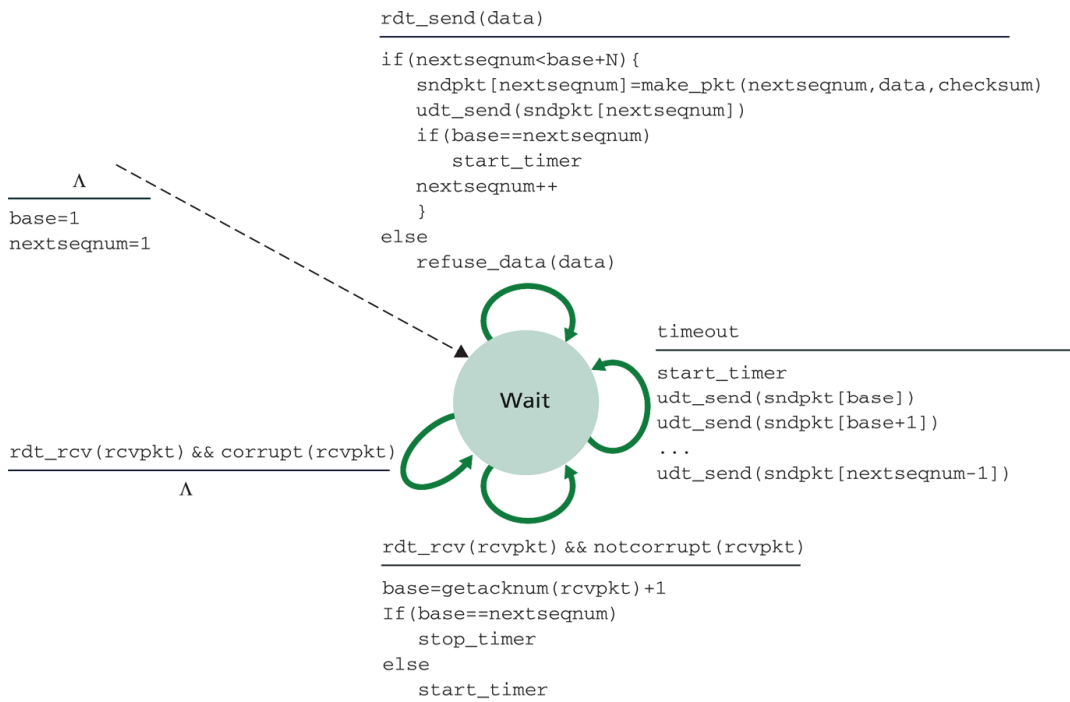 rdt_send(data)
if(nextseqnum<base+N){
sndpkt[nextseqnum]=make_pkt(nextseqnum,data,checksum)
udt_send(sndpkt[nextseqnum])
if(base==nextseqnum)
start_timer
nextseqnum++
}
else
refuse_data(data)
Λ
base=1
nextseqnum=1
timeout
start_timer
udt_send(sndpkt[base])
udt_send(sndpkt[base+1])
...
udt_send(sndpkt[nextseqnum-1])
Wait
rdt_rcv(rcvpkt) && corrupt(rcvpkt)
Λ
rdt_rcv(rcvpkt) && notcorrupt(rcvpkt)
base=getacknum(rcvpkt)+1
If(base==nextseqnum)
stop_timer
else
start_timer